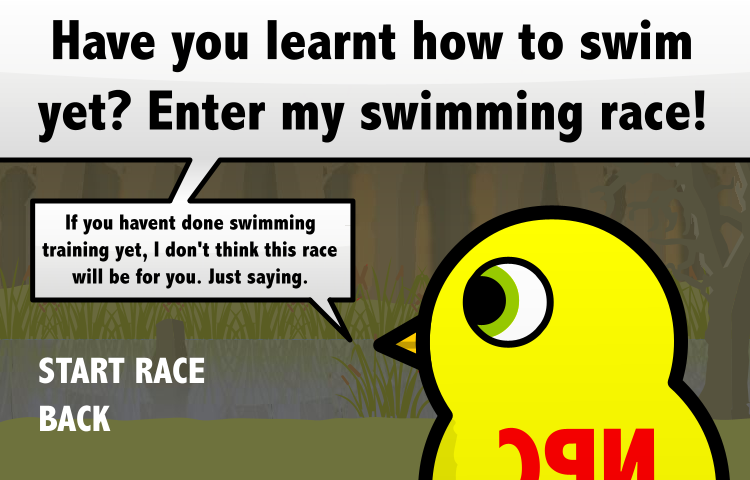 Have you learnt how to swim
yet? Enter my swimming race!
If you havent done swimming
training yet, I don't think this race
will be for you. Just saying.
START RACE
BACK
NPC